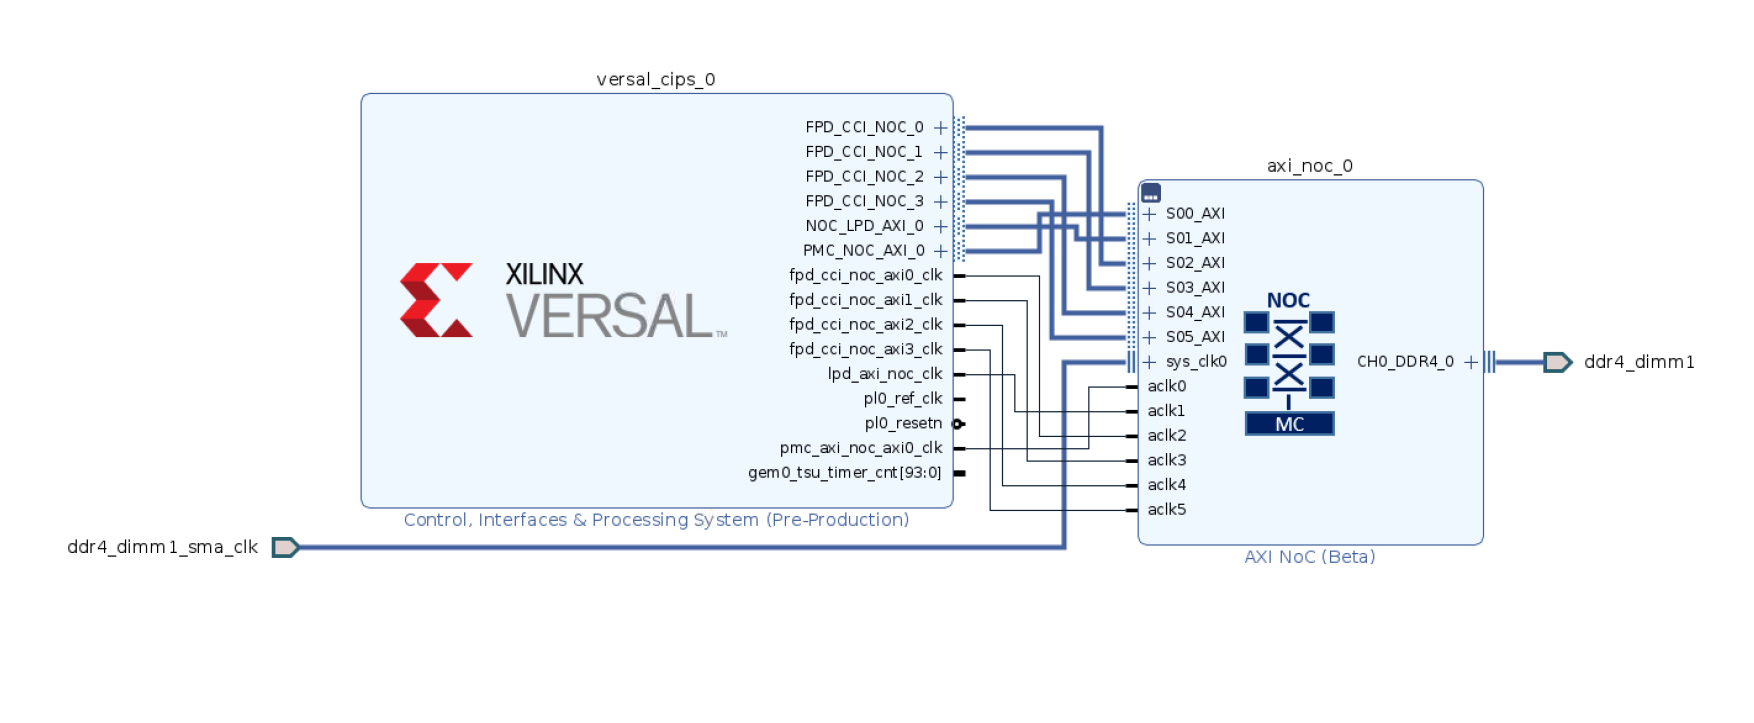 versal_cips_0
FPD_CCI_NOC_0
FPD_CCI_NOC_1
FPD_CCI_NOC_2
FPD_CCI_NOC_3
NOC_LPD_AXI_0
PMC_NOC_AXI_0
fpd_cci_noc_axi0_clk
fpd_cci_noc_axi1_clk
fpd_cci_noc_axi2_clk
fpd_cci_noc_axi3_clk
lpd_axi_noc_clk
pl0_ref_clk
pl0_resetn
pmc_axi_noc_axi0_clk
gem0_tsu_timer_cnt[93:0]
XILINX
VERSAL™
Control, Interfaces & Processing System (Pre-Production)
ddr4_dimm1_sma_clk
axi_noc_0
S00_AXI
S01_AXI
S02_AXI
S03_AXI
S04_AXI
S05_AXI
sys_clk0
aclk0
aclk1
aclk2
aclk3
aclk4
aclk5
NOC
MC
CH0_DDR4_0
AXI NoC (Beta)
ddr4_dimm1